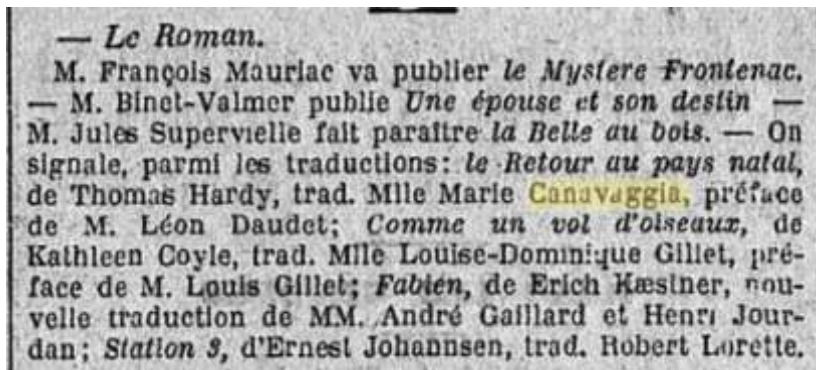 — Le Roman.
M. François Mauriac va publier le Mystere Frontenac.
— M. Binet-Valmer publie Une épouse et son destin —
M. Jules Supervielle fait paraître la Belle au bois. — On
signale, parmi les traductions: le Retour au pays natal,
de Thomas Hardy, trad. Mlle Marie Canavaggia, préface
de M. Léon Daudet; Comme un vol d'oiseaux, de
Kathleen Coyle, trad. Mlle Louise-Dominique Gillet, pré-
face de M. Louis Gillet; Fabien, de Erich Kæstner, nou-
velle traduction de MM. André Gaillard et Henri Jour-
dan; Station 3, d'Ernest Johannsen, trad. Robert Lorette.